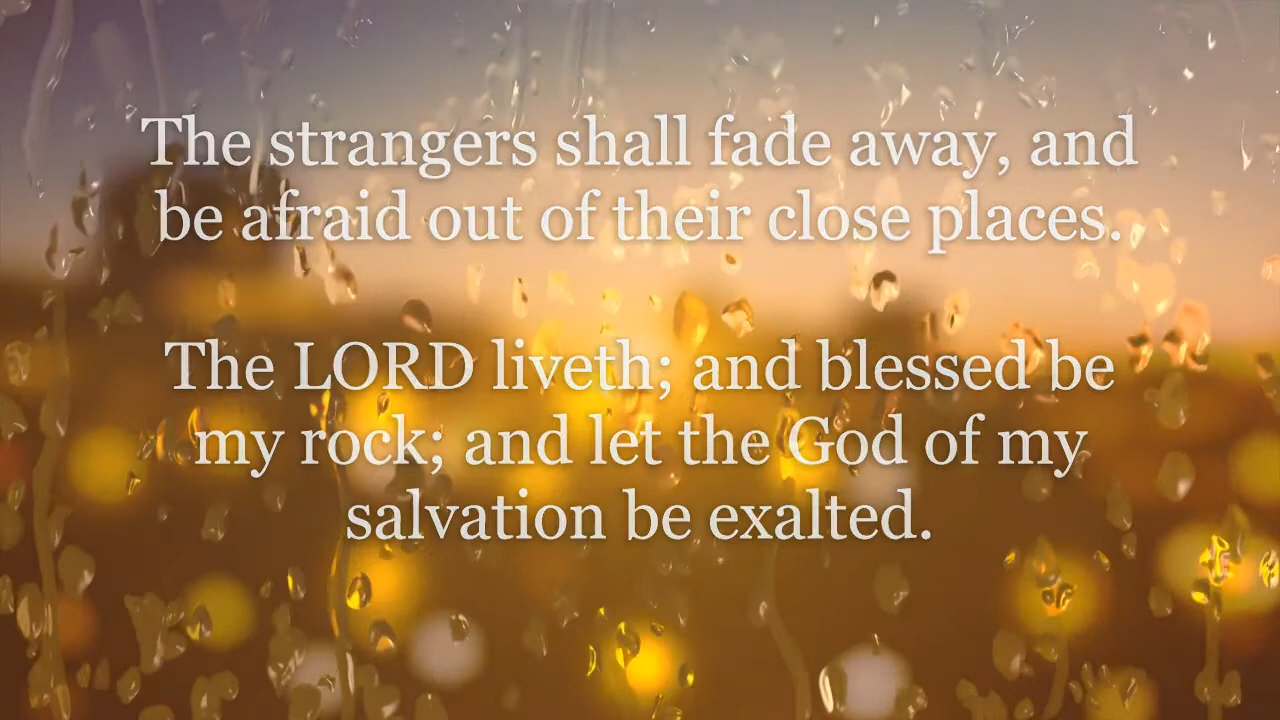 The strangers shall fade away, and
be afraid out of their close places.
The LORD liveth; and blessed be
my rock; and let the God of my
salvation be exalted.